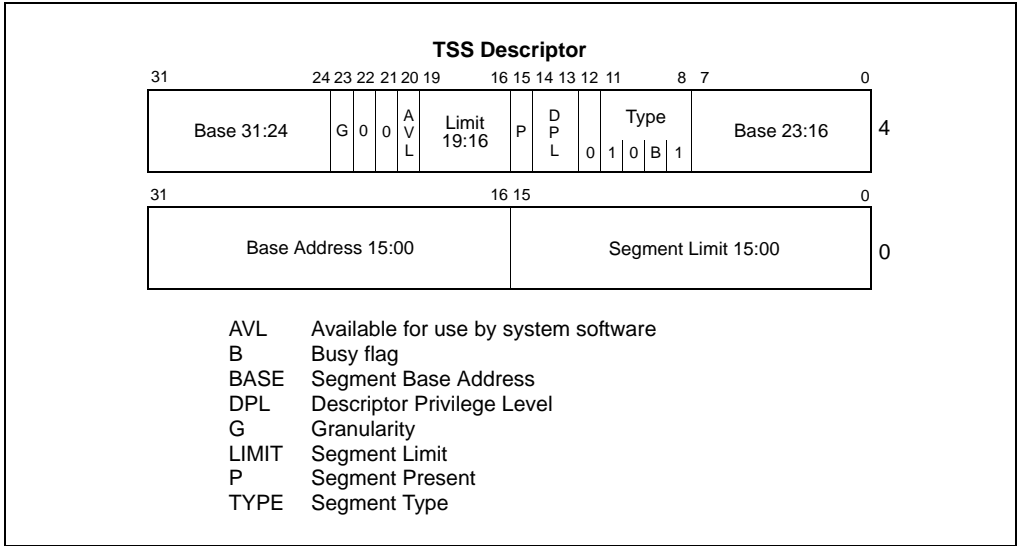 TSS Descriptor
31 24 23 22 21 20 19 16 15 14 13 12 11 8 7 0
Base 31:24 G 0 0 AVL Limit 19:16 P DPL 0 Type 1 0 B 1 Base 23:16 4
31 16 15 0
Base Address 15:00 Segment Limit 15:00 0
AVL Available for use by system software
B Busy flag
BASE Segment Base Address
DPL Descriptor Privilege Level
G Granularity
LIMIT Segment Limit
P Segment Present
TYPE Segment Type